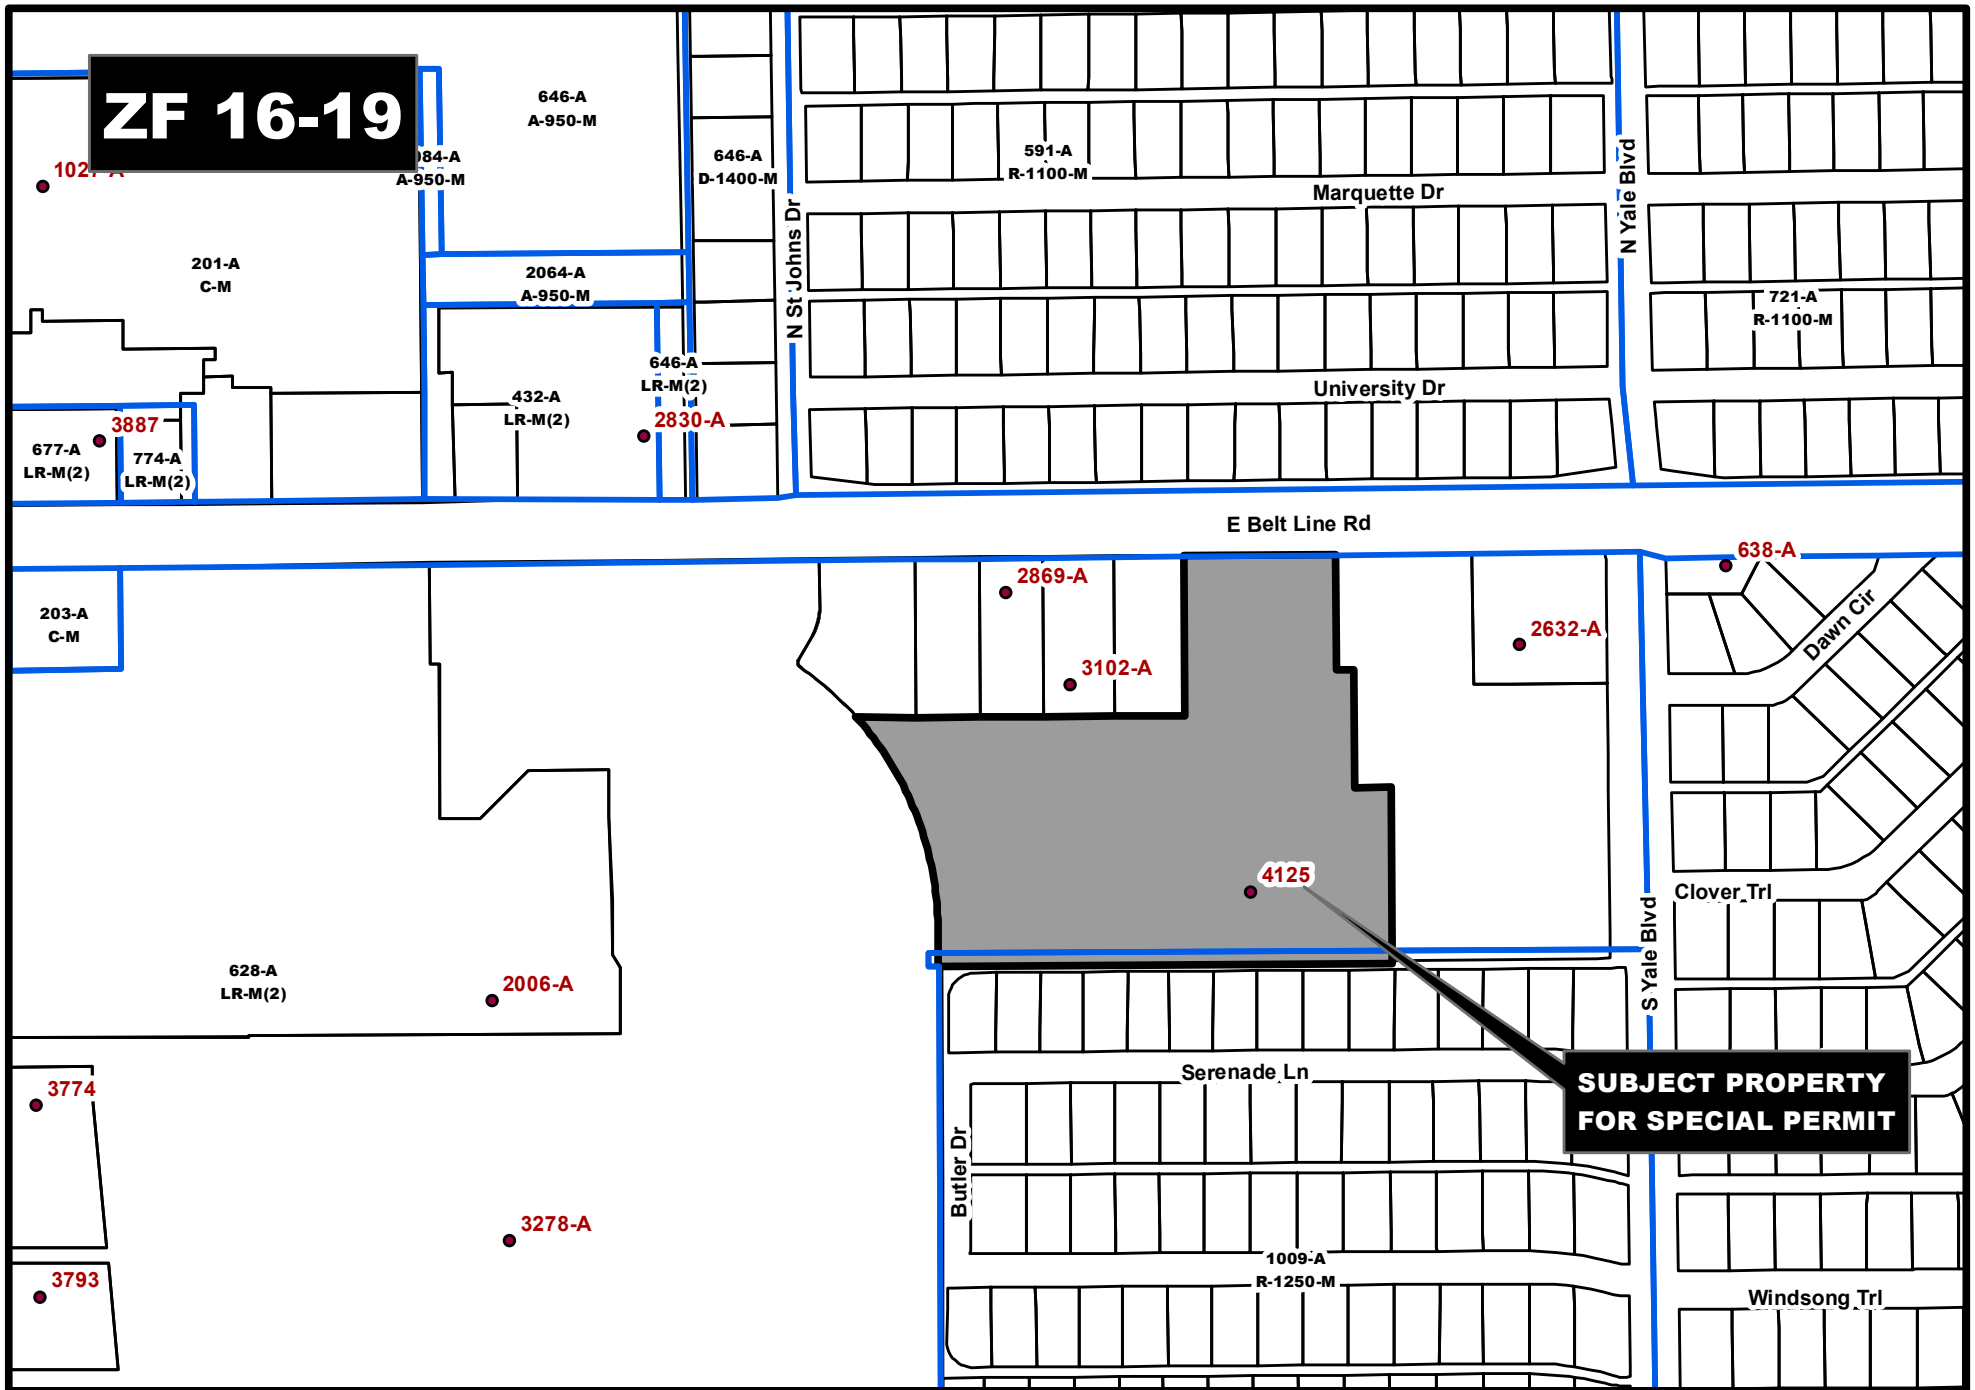 ZF 16-19
1027-A
646-A
A-950-M
084-A
A-950-M
646-A
D-1400-M
591-A
R-1100-M
Marquette Dr
N Yale Blvd
N St Johns Dr
201-A
C-M
2064-A
A-950-M
721-A
R-1100-M
646-A
LR-M(2)
432-A
LR-M(2)
2830-A
University Dr
3887
677-A
LR-M(2)
774-A
LR-M(2)
E Belt Line Rd
638-A
2869-A
203-A
C-M
2632-A
Dawn Cir
3102-A
4125
Clover Trl
S Yale Blvd
628-A
LR-M(2)
2006-A
Serenade Ln
SUBJECT PROPERTY
FOR SPECIAL PERMIT
3774
Butler Dr
3278-A
1009-A
R-1250-M
3793
Windsong Trl